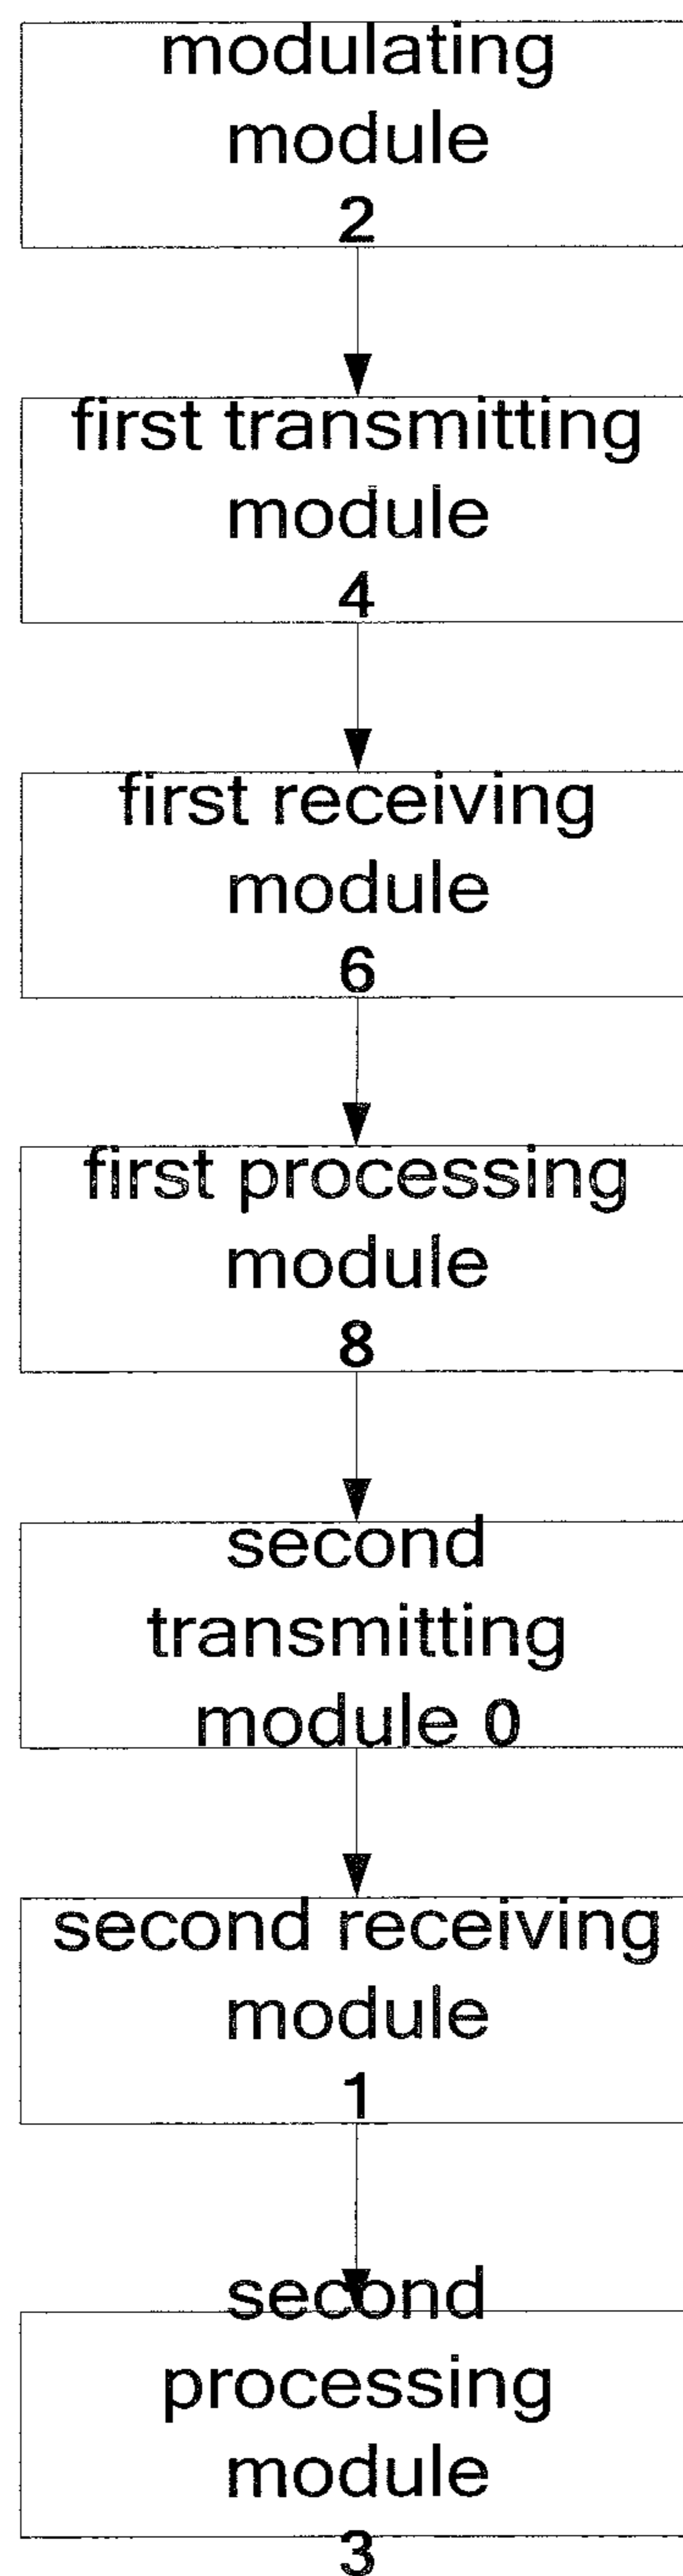 modulating
module
2
first transmitting
module
4
first receiving
module
6
first processing
module
8
second
transmitting
module 0
second receiving
module
1
second
processing
module
3